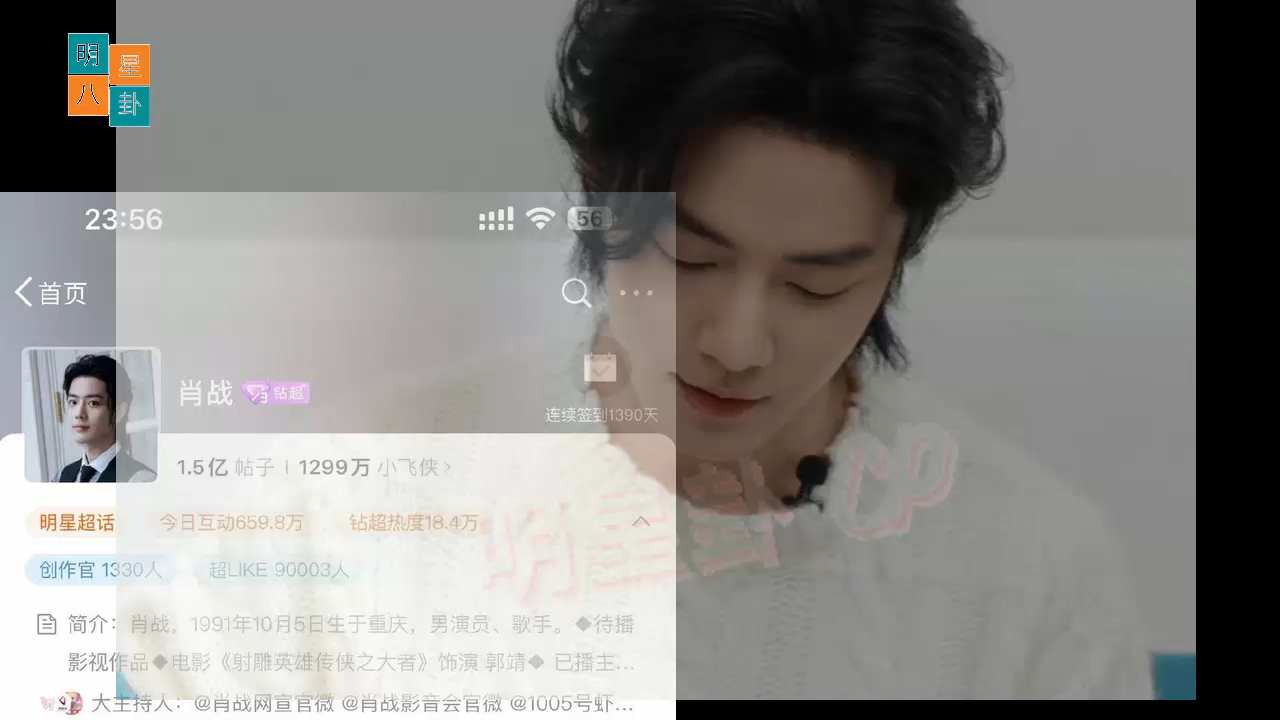 明星
八卦
23:56
56
首页
肖战 钻超
连续签到1390天
1.5亿 帖子 | 1299万 小飞侠 >
明星超话 今日互动659.8万 钻超热度18.4万
创作官 1330人 超LIKE 90003人
简介：肖战，1991年10月5日生于重庆，男演员、歌手。◆待播
影视作品◆电影《射雕英雄传侠之大者》饰演 郭靖◆ 已播主...
大主持人：@肖战网宣官微 @肖战影音会官微 @1005号虾...
明星卦